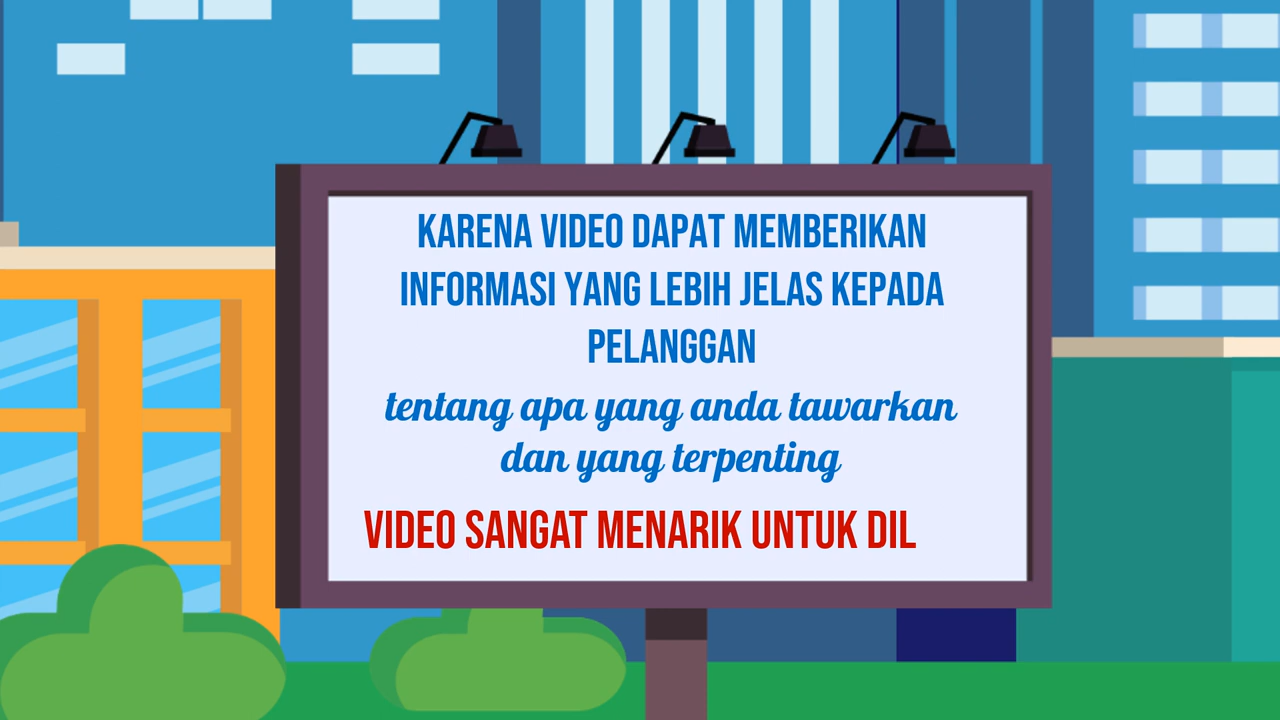 KARENA VIDEO DAPAT MEMBERIKAN
INFORMASI YANG LEBIH JELAS KEPADA
PELANGGAN
tentang apa yang anda tawarkan
dan yang terpenting
VIDEO SANGAT MENARIK UNTUK DIL